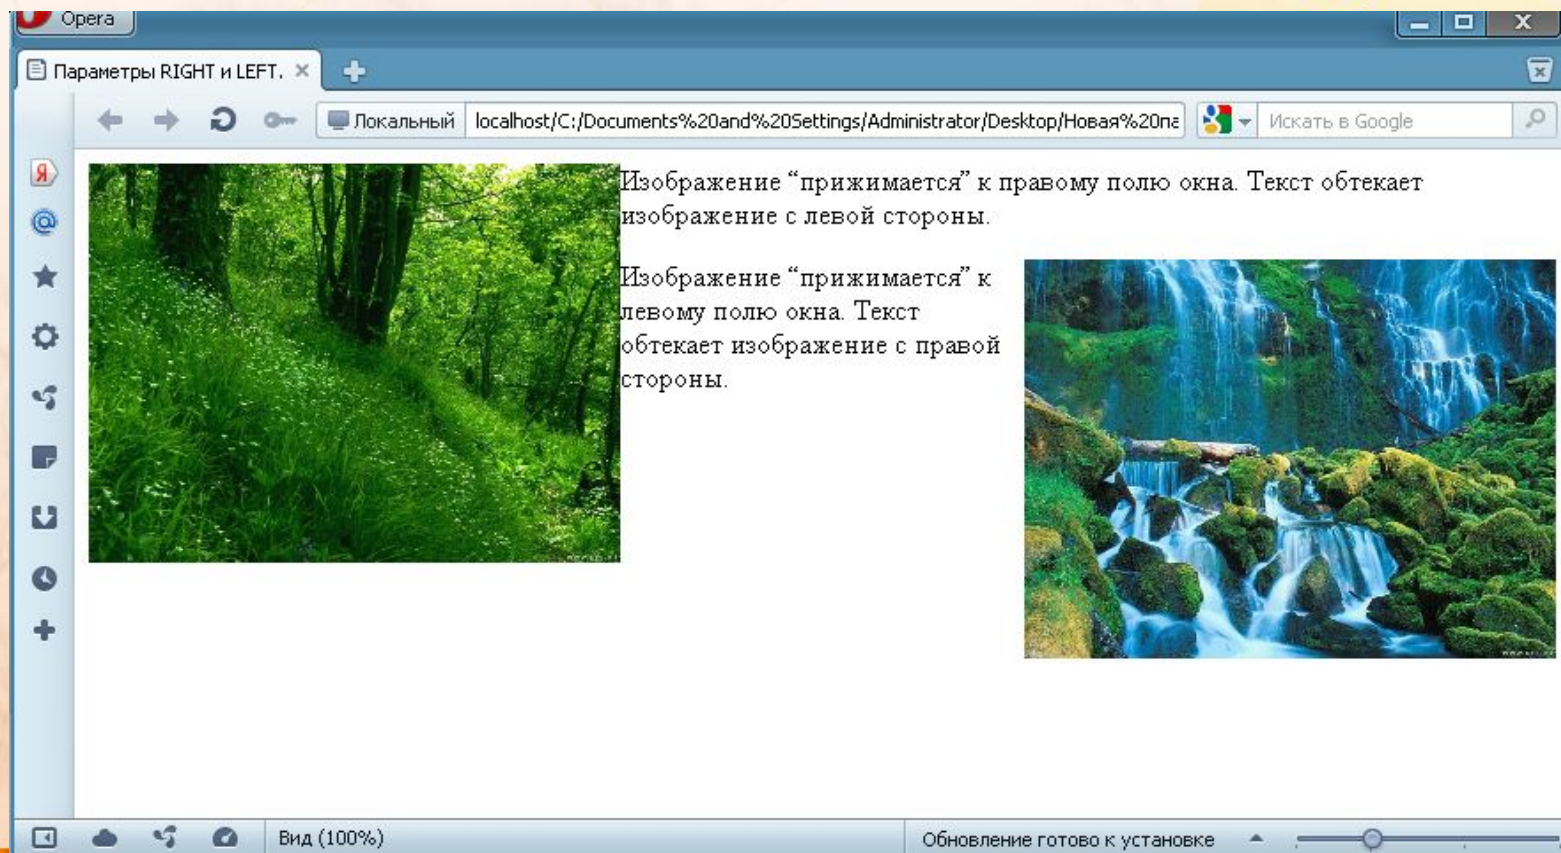 Opera
Параметры RIGHT и LEFT.
Локальный localhost/C:/Documents%20and%20Settings/Administrator/Desktop/Новая%20па Искать в Google
Я
Изображение “прижимается” к правому полю окна. Текст обтекает
изображение с левой стороны.
Изображение “прижимается” к
левому полю окна. Текст
обтекает изображение с правой
стороны.
Вид (100%) Обновление готово к установке